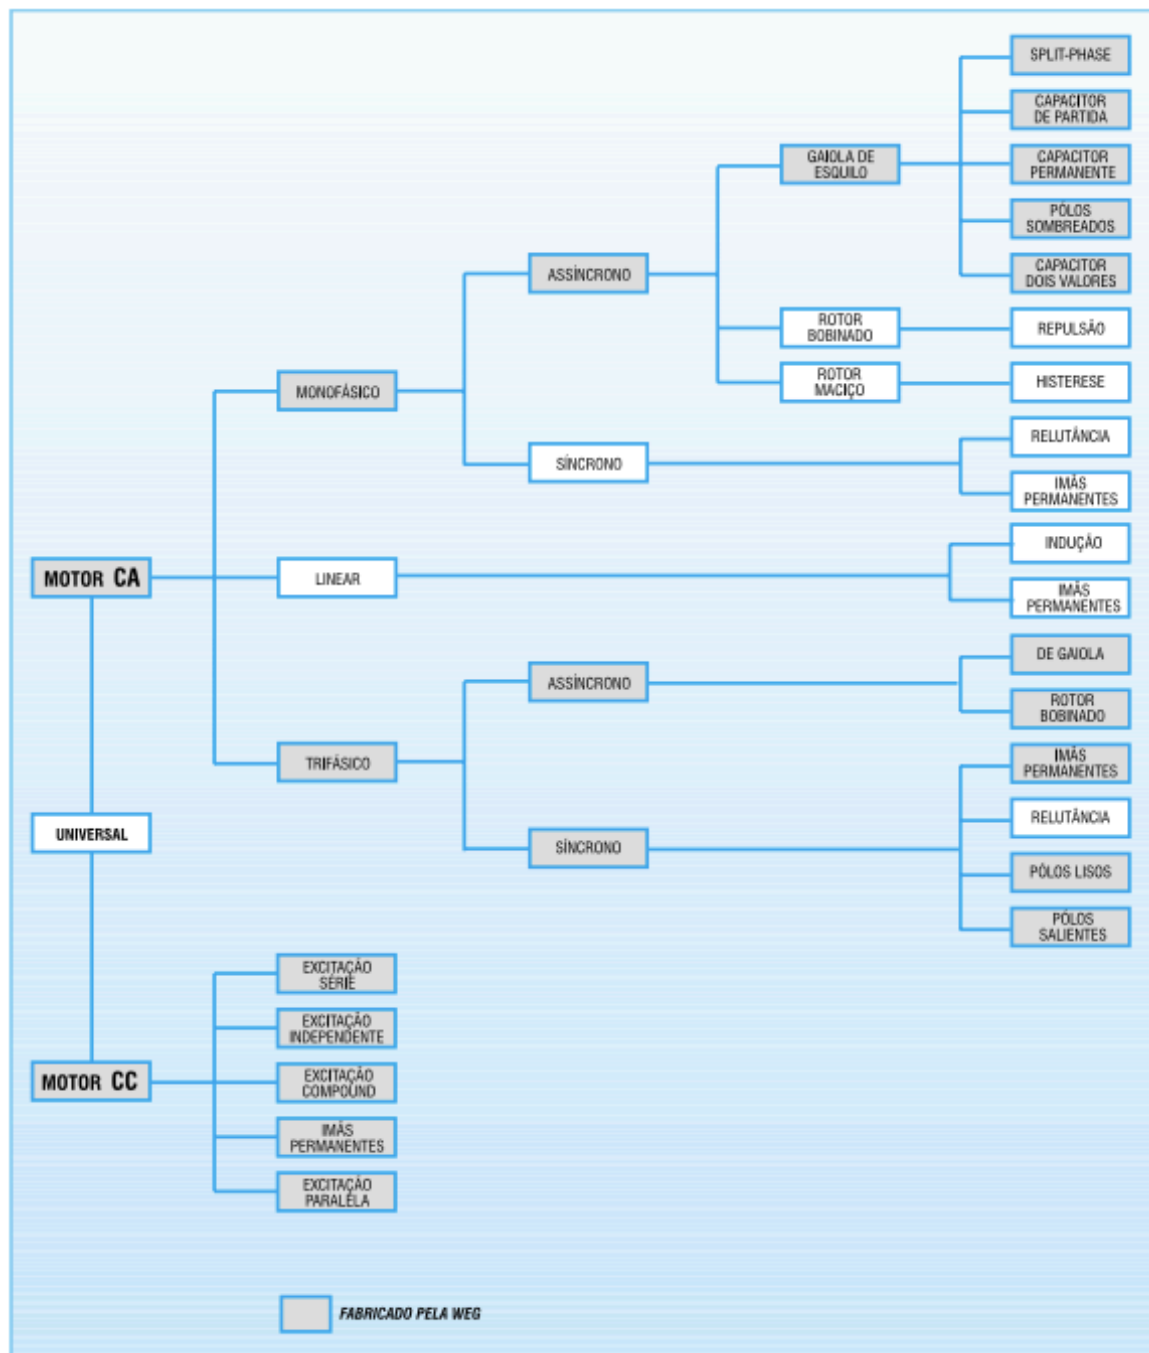 SPLIT-PHASE
CAPACITOR
DE PARTIDA
GAIOLA DE
ESQUILO
CAPACITOR
PERMANENTE
PÓLOS
SOMBREADOS
ASSÍNCRONO
CAPACITOR
DOIS VALORES
ROTOR
BOBINADO
REPULSÃO
MONOFÁSICO
ROTOR
MACIÇO
HISTERESE
SÍNCRONO
RELUTÂNCIA
IMÃS
PERMANENTES
MOTOR CA
LINEAR
INDUÇÃO
IMÃS
PERMANENTES
ASSÍNCRONO
DE GAIOLA
ROTOR
BOBINADO
TRIFÁSICO
IMÃS
PERMANENTES
UNIVERSAL
SÍNCRONO
RELUTÂNCIA
PÓLOS LISOS
PÓLOS
SALIENTES
EXCITAÇÃO
SÉRIE
EXCITAÇÃO
INDEPENDENTE
MOTOR CC
EXCITAÇÃO
COMPOUND
IMÃS
PERMANENTES
EXCITAÇÃO
PARALELA
FABRICADO PELA WEG